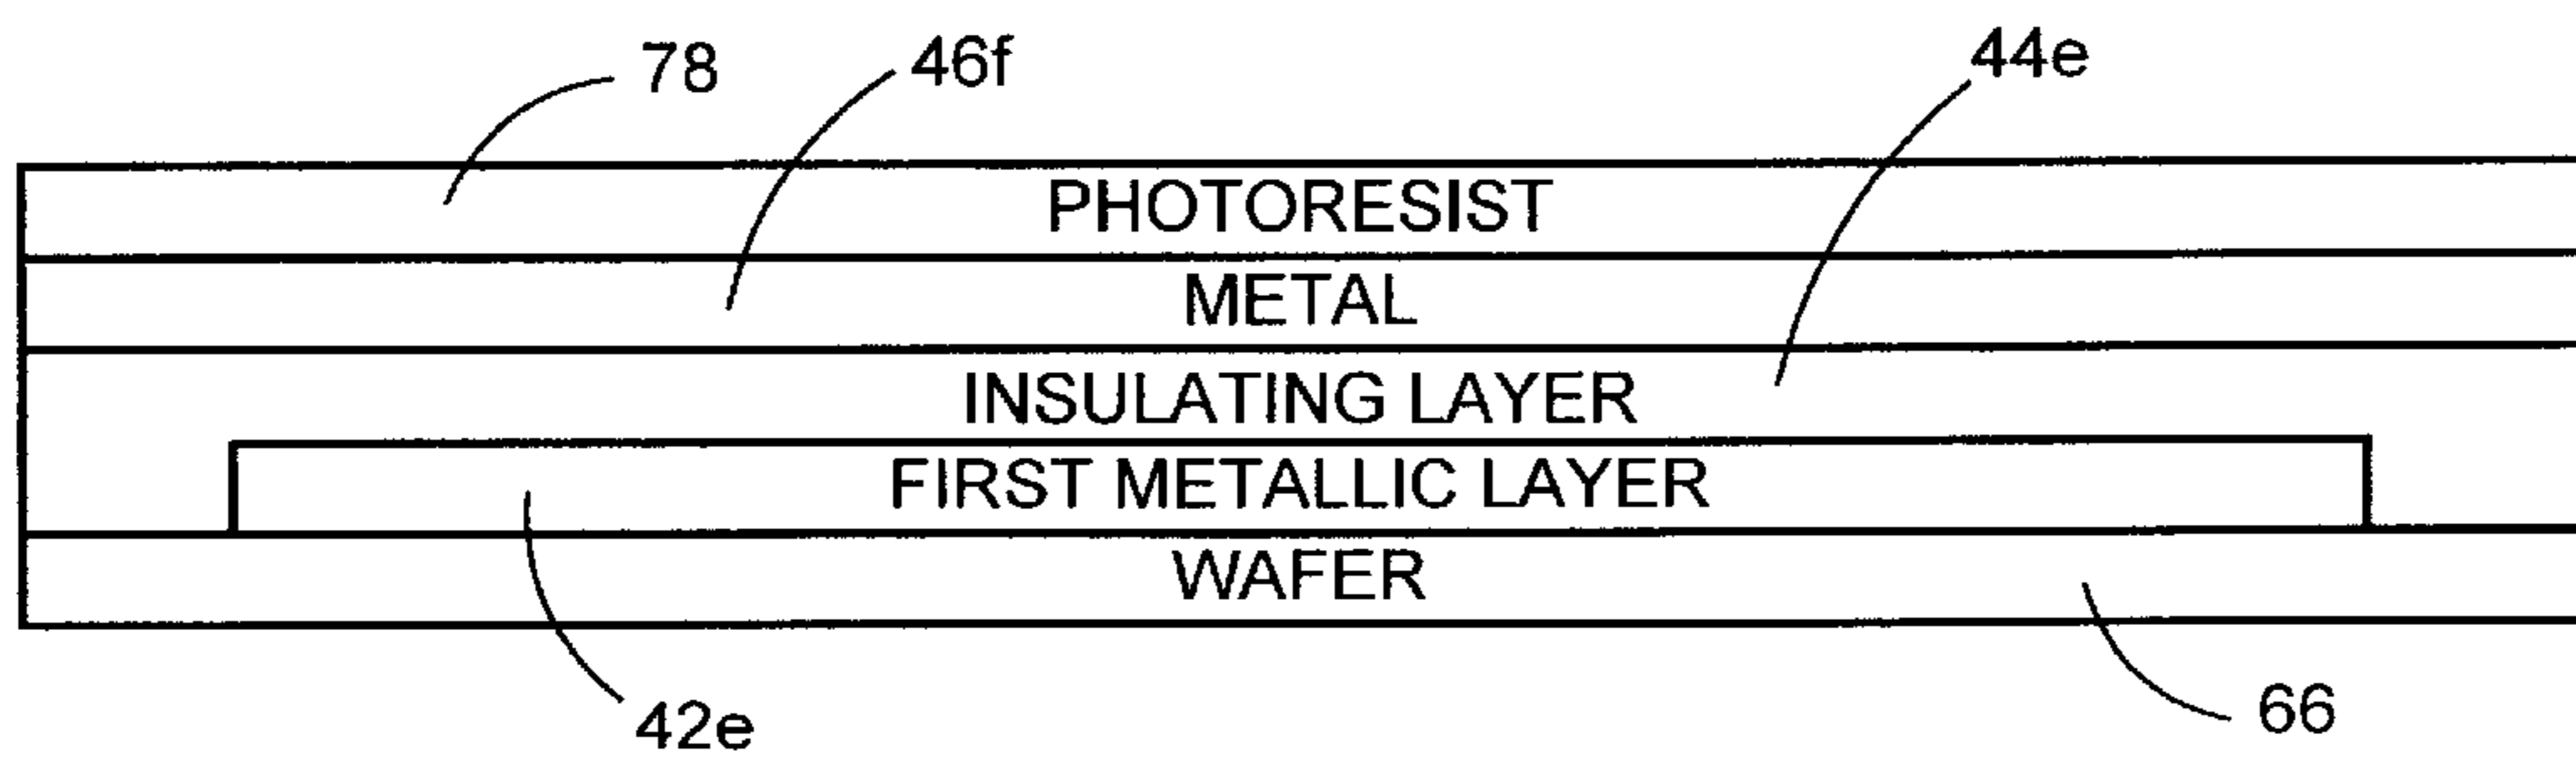 78
46f
44e
PHOTORESIST
METAL
INSULATING LAYER
FIRST METALLIC LAYER
WAFER
42e
66